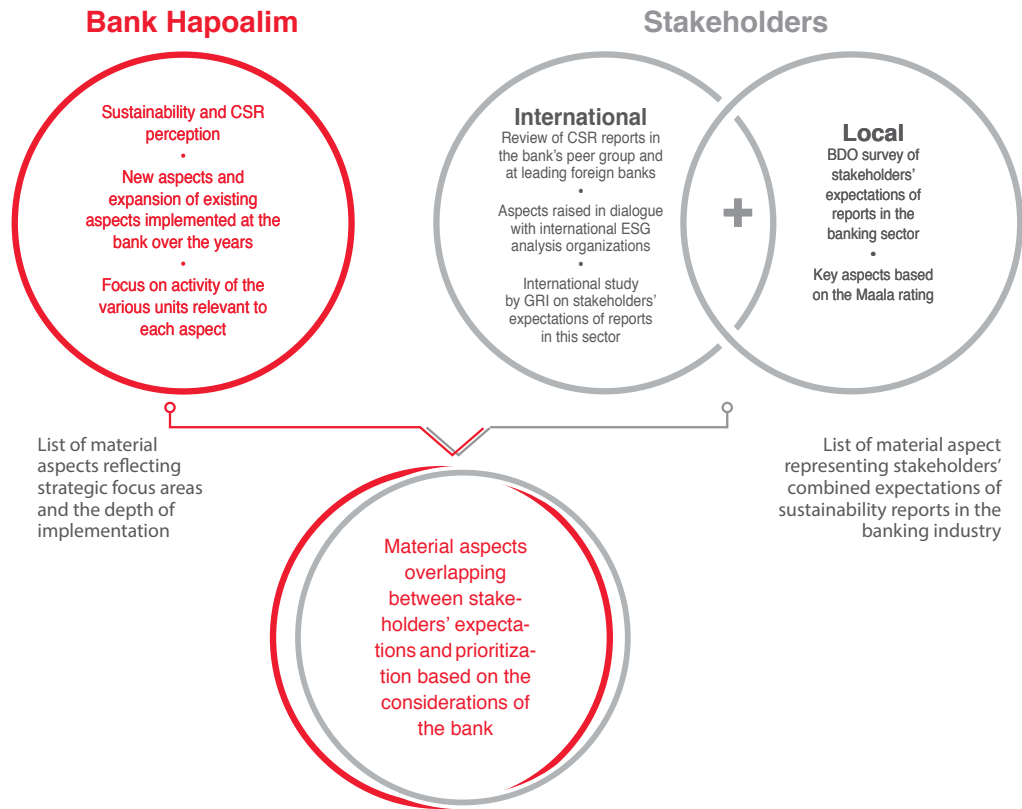 Bank Hapoalim
Sustainability and CSR
perception
•
New aspects and
expansion of existing
aspects implemented at the
bank over the years
•
Focus on activity of the
various units relevant to
each aspect
Stakeholders
International
Review of CSR reports in
the bank's peer group and
at leading foreign banks
•
Aspects raised in dialogue
with international ESG
analysis organizations
•
International study
by GRI on stakeholders'
expectations of reports
in this sector
+
Local
BDO survey of
stakeholders'
expectations of
reports in the
banking sector
•
Key aspects based
on the Maala rating
List of material
aspects reflecting
strategic focus areas
and the depth of
implementation
List of material aspect
representing stakeholders'
combined expectations of
sustainability reports in the
banking industry
Material aspects
overlapping
between stake-
holders' expecta-
tions and prioritiza-
tion based on the
considerations of
the bank